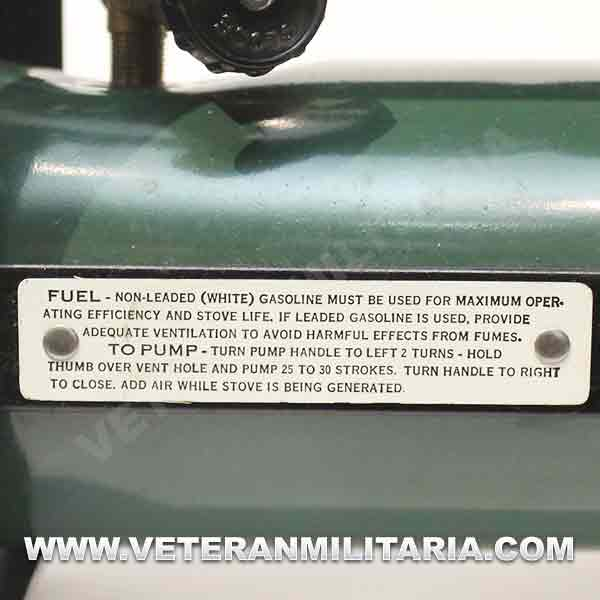 FUEL - NON-LEADED (WHITE) GASOLINE MUST BE USED FOR MAXIMUM OPER-
ATING EFFICIENCY AND STOVE LIFE. IF LEADED GASOLINE IS USED, PROVIDE
ADEQUATE VENTILATION TO AVOID HARMFUL EFFECTS FROM FUMES.
TO PUMP - TURN PUMP HANDLE TO LEFT 2 TURNS - HOLD
THUMB OVER VENT HOLE AND PUMP 25 TO 30 STROKES. TURN HANDLE TO RIGHT
TO CLOSE. ADD AIR WHILE STOVE IS BEING GENERATED.
WWW.VETERANMILITARIA.COM